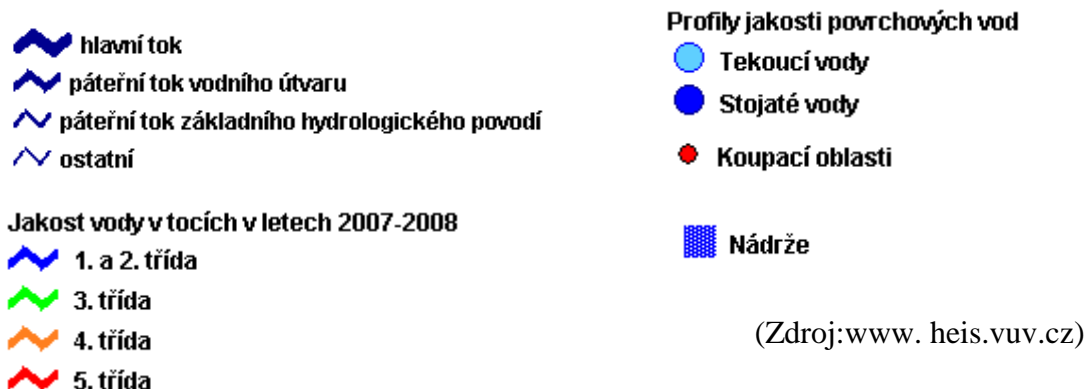 hlavní tok
páteřní tok vodního útvaru
páteřní tok základního hydrologického povodí
ostatní
Jakost vody v tocích v letech 2007-2008
1. a 2. třída
3. třída
4. třída
5. třída
Profily jakosti povrchových vod
Tekoucí vody
Stojaté vody
Koupací oblasti
Nádrže
(Zdroj:www. heis.vuv.cz)